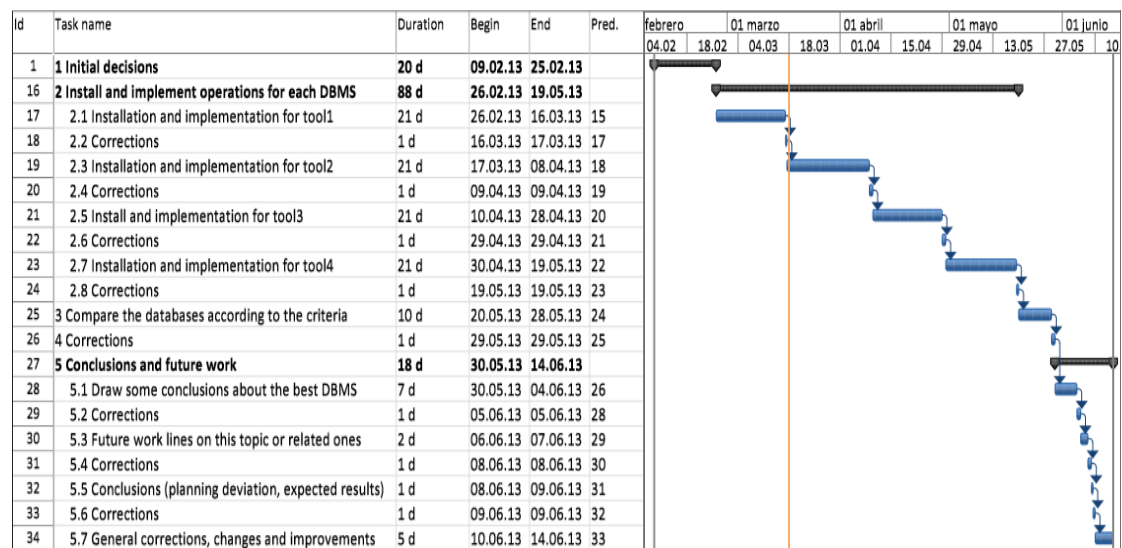 Id Task name Duration Begin End Pred. febrero 01 marzo 01 abril 01 mayo 01 junio
04.02 18.02 04.03 18.03 01.04 15.04 29.04 13.05 27.05 10
1 1 Initial decisions 20 d 09.02.13 25.02.13
16 2 Install and implement operations for each DBMS 88 d 26.02.13 19.05.13
17 2.1 Installation and implementation for tool1 21 d 26.02.13 16.03.13 15
18 2.2 Corrections 1 d 16.03.13 17.03.13 17
19 2.3 Installation and implementation for tool2 21 d 17.03.13 08.04.13 18
20 2.4 Corrections 1 d 09.04.13 09.04.13 19
21 2.5 Install and implementation for tool3 21 d 10.04.13 28.04.13 20
22 2.6 Corrections 1 d 29.04.13 29.04.13 21
23 2.7 Installation and implementation for tool4 21 d 30.04.13 19.05.13 22
24 2.8 Corrections 1 d 19.05.13 19.05.13 23
25 3 Compare the databases according to the criteria 10 d 20.05.13 28.05.13 24
26 4 Corrections 1 d 29.05.13 29.05.13 25
27 5 Conclusions and future work 18 d 30.05.13 14.06.13
28 5.1 Draw some conclusions about the best DBMS 7 d 30.05.13 04.06.13 26
29 5.2 Corrections 1 d 05.06.13 05.06.13 28
30 5.3 Future work lines on this topic or related ones 2 d 06.06.13 07.06.13 29
31 5.4 Corrections 1 d 08.06.13 08.06.13 30
32 5.5 Conclusions (planning deviation, expected results) 1 d 08.06.13 09.06.13 31
33 5.6 Corrections 1 d 09.06.13 09.06.13 32
34 5.7 General corrections, changes and improvements 5 d 10.06.13 14.06.13 33